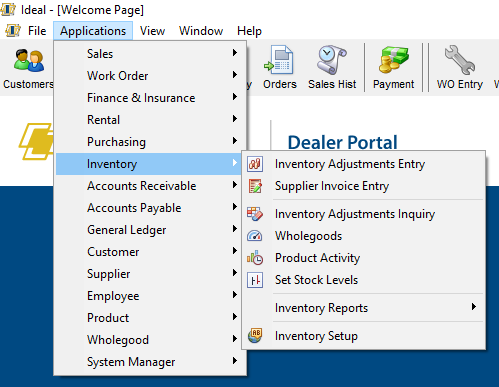 Ideal - [Welcome Page]
File Applications View Window Help
Customers Orders Sales Hist Payment WO Entry
Sales
Work Order
Finance & Insurance
Rental
Purchasing
Inventory
Accounts Receivable
Accounts Payable
General Ledger
Customer
Supplier
Employee
Product
Wholegood
System Manager
Dealer Portal
Inventory Adjustments Entry
Supplier Invoice Entry
Inventory Adjustments Inquiry
Wholegoods
Product Activity
Set Stock Levels
Inventory Reports
Inventory Setup